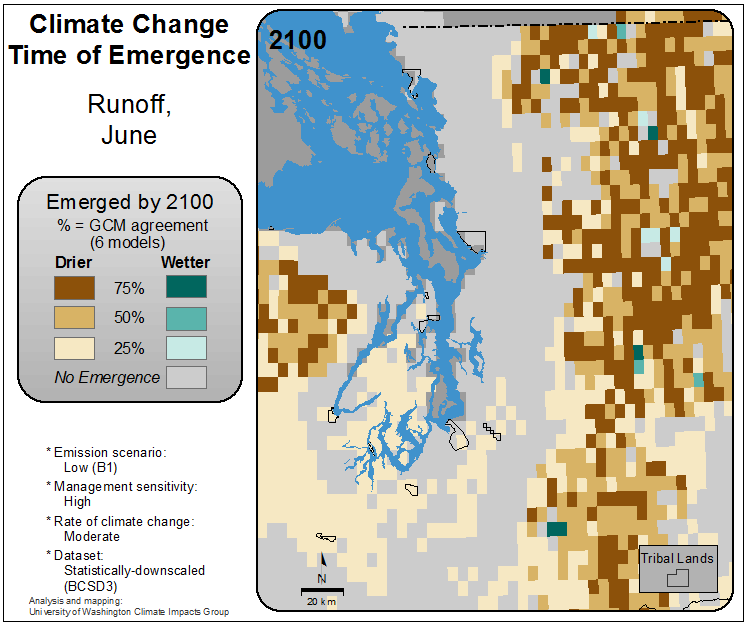 Climate Change
Time of Emergence
Runoff,
June
Emerged by 2100
% = GCM agreement
(6 models)
Drier Wetter
75%
50%
25%
No Emergence
* Emission scenario:
Low (B1)
* Management sensitivity:
High
* Rate of climate change:
Moderate
* Dataset:
Statistically-downscaled
(BCSD3)
Analysis and mapping:
University of Washington Climate Impacts Group
2100
N
20 km
Tribal Lands